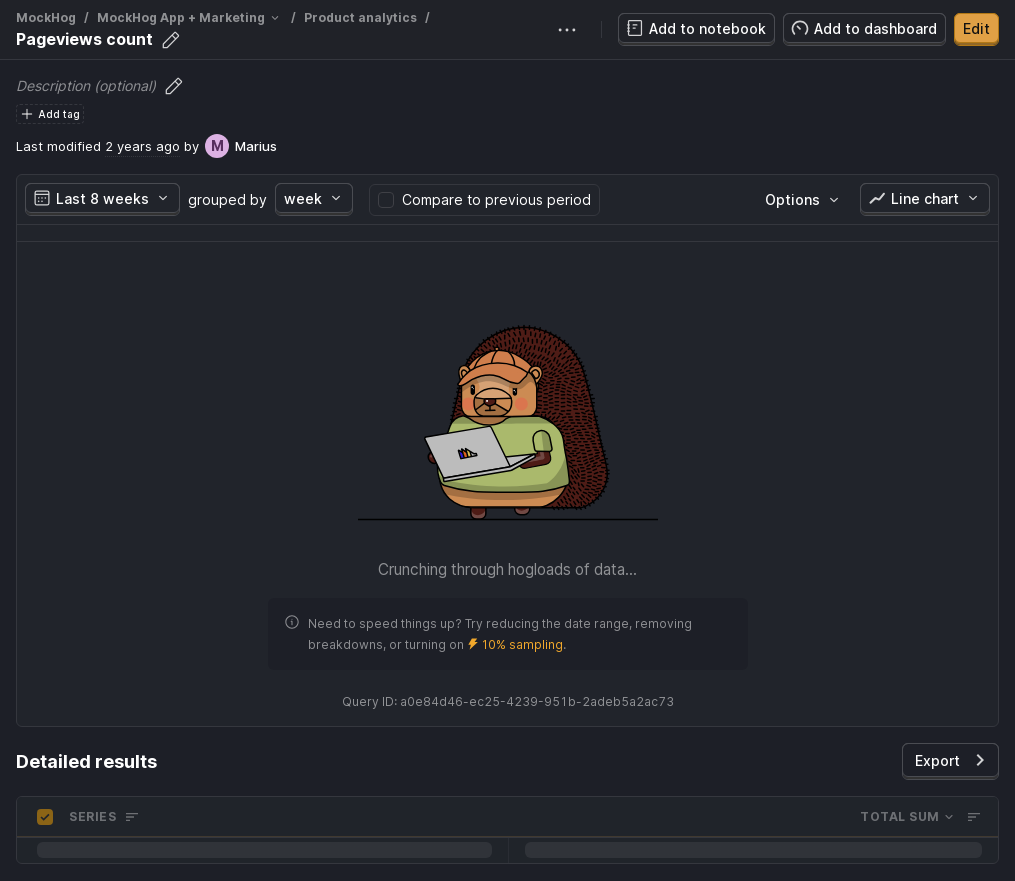 MockHog / MockHog App + Marketing / Product analytics /
Pageviews count
Add to notebook
Add to dashboard
Edit
Description (optional)
Add tag
Last modified 2 years ago by M Marius
Last 8 weeks grouped by week Compare to previous period Options Line chart
Crunching through hogloads of data...
Need to speed things up? Try reducing the date range, removing
breakdowns, or turning on 10% sampling.
Query ID: a0e84d46-ec25-4239-951b-2adeb5a2ac73
Detailed results
Export
SERIES
TOTAL SUM